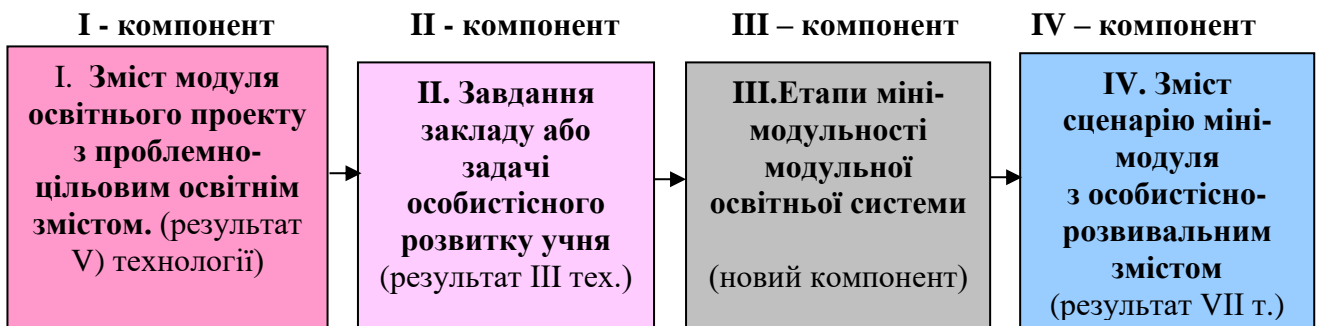 I - компонент
II - компонент
III – компонент
IV – компонент
I. Зміст модуля
освітнього проекту
з проблемно-
цільовим освітнім
змістом. (результат
V) технології)
II. Завдання
закладу або
задачі
особистісного
розвитку учня
(результат III тех.)
III.Етапи міні-
модульності
модульної
освітньої системи
(новий компонент)
IV. Зміст
сценарію міні-
модуля
з особистісно-
розвивальним
змістом
(результат VII т.)